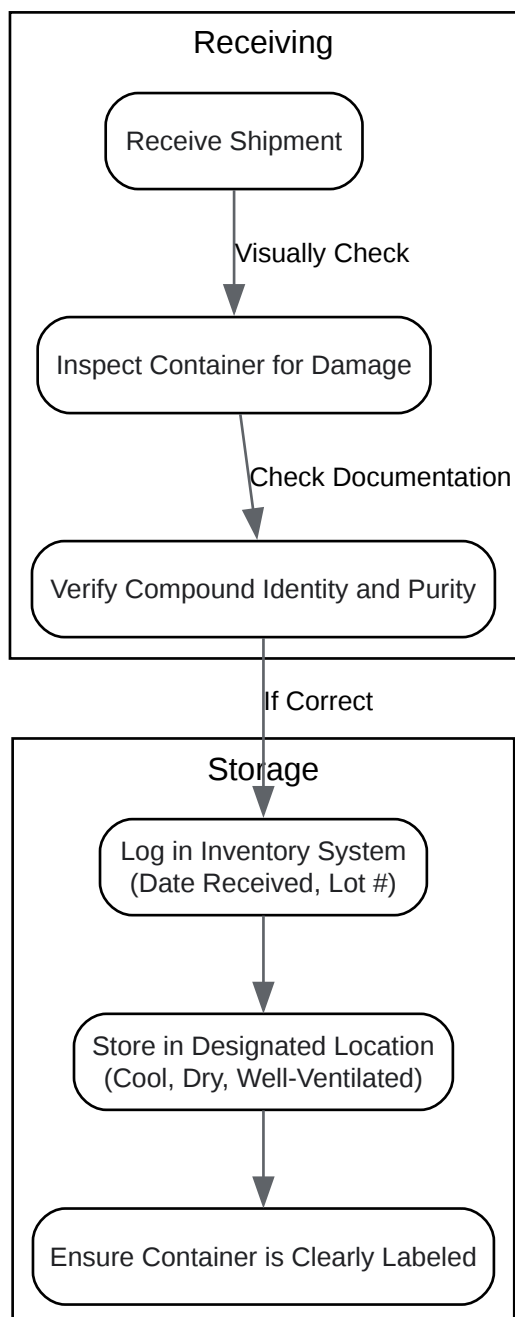 Receiving
Receive Shipment
Visually Check
Inspect Container for Damage
Check Documentation
Verify Compound Identity and Purity
If Correct
Storage
Log in Inventory System
(Date Received, Lot #)
Store in Designated Location
(Cool, Dry, Well-Ventilated)
Ensure Container is Clearly Labeled